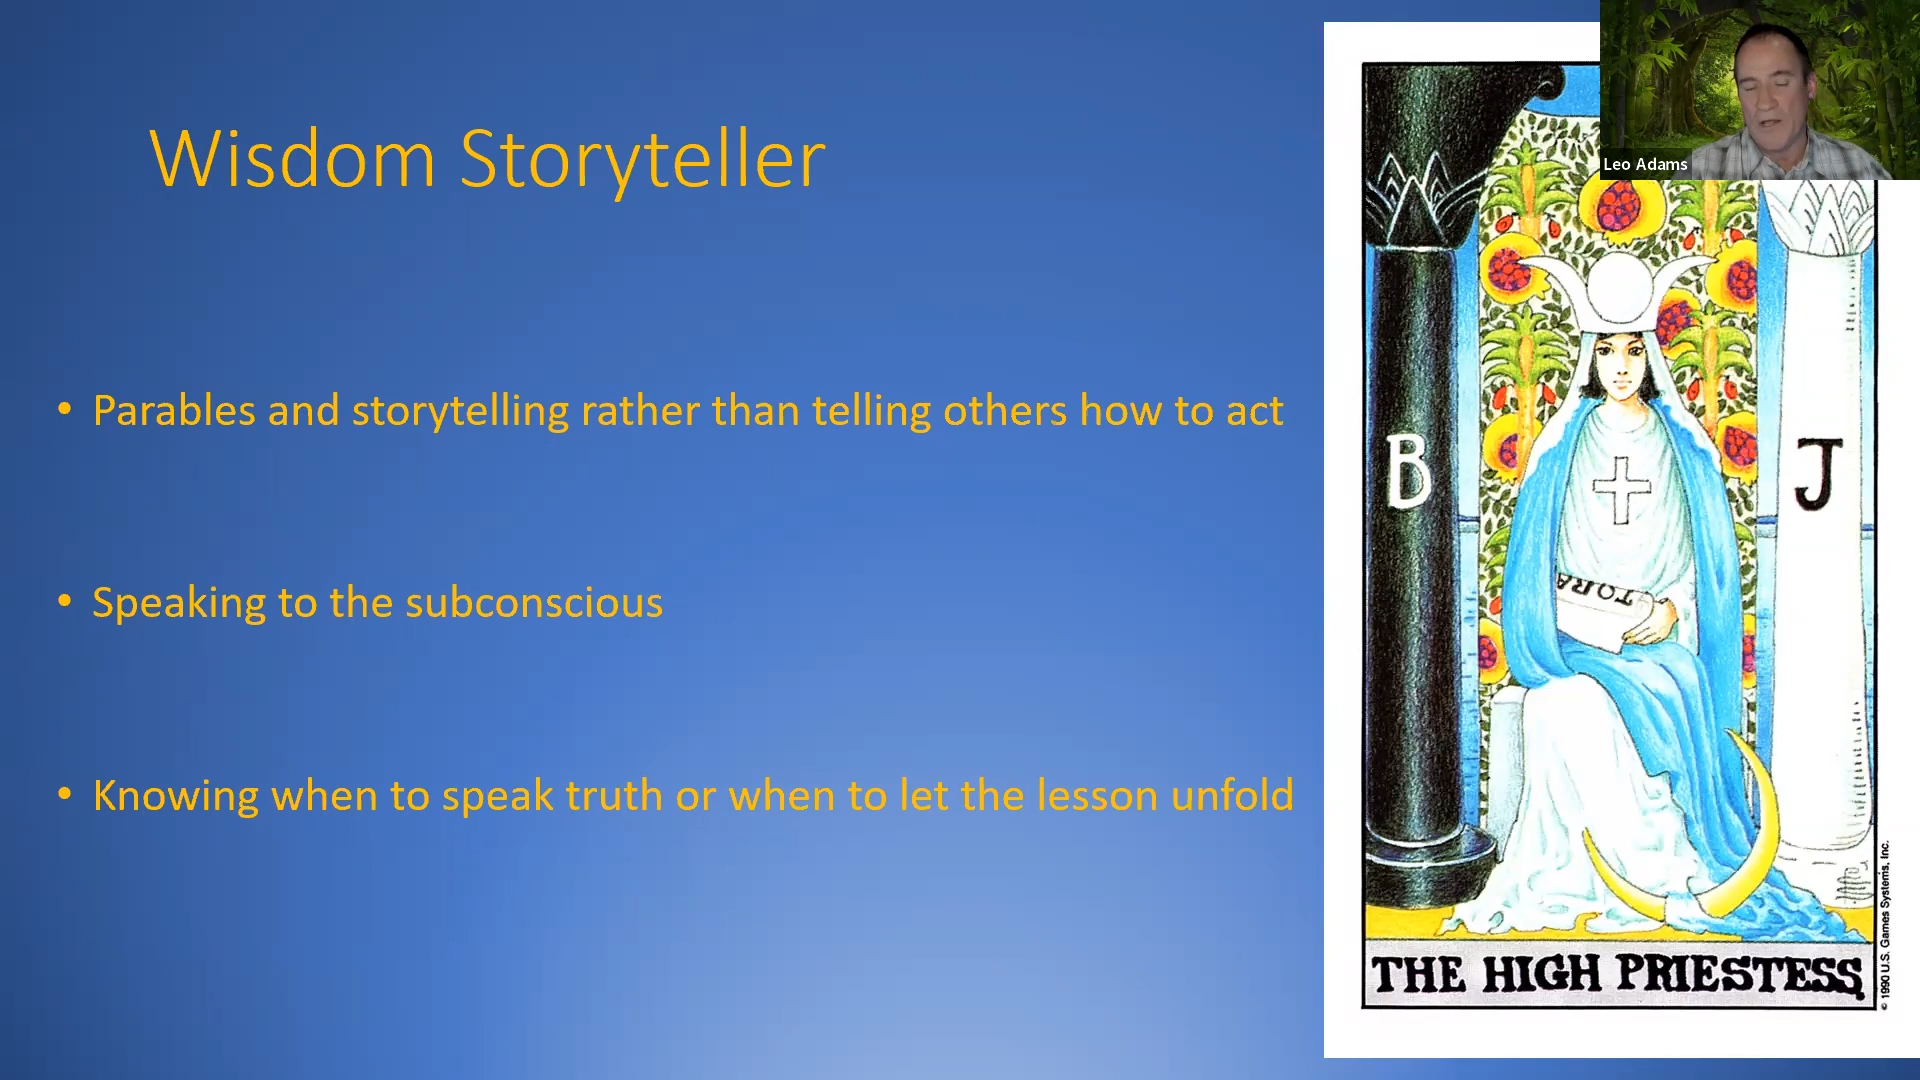 Wisdom Storyteller
• Parables and storytelling rather than telling others how to act
• Speaking to the subconscious
• Knowing when to speak truth or when to let the lesson unfold
Leo Adams
B
J
TORA
THE HIGH PRIESTESS
© 1990 U.S. Games Systems, Inc.